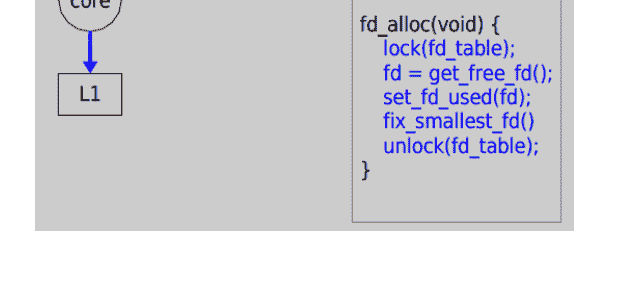 core
fd_alloc(void) {
lock(fd_table);
L1
fd = get_free_fd();
set_fd_used(fd);
fix_smallest_fd()
unlock(fd_table);
}